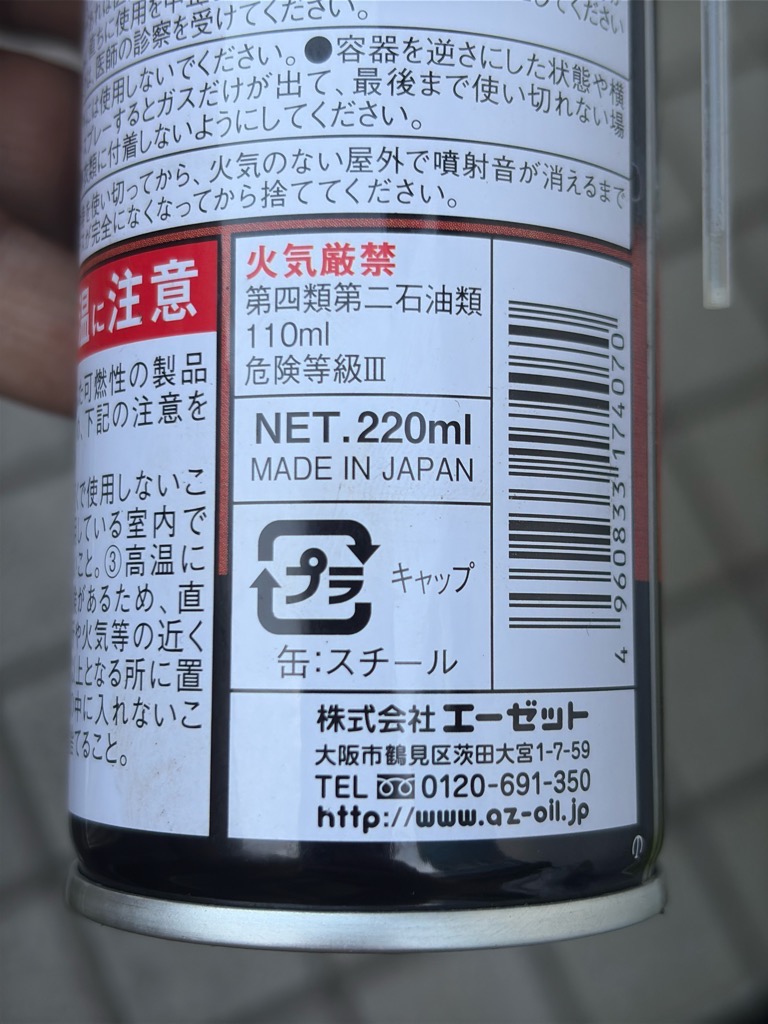 直ちに使用を中止し
医師の診察を受けてください。
使用しないでください。●容器を逆さにした状態や横
プレーするとガスだけが出て、最後まで使い切れない場
に付着しないようにしてください。
使い切ってから、火気のない屋外で噴射音が消えるまで
完全になくなってから捨ててください。
温に注意
可燃性の製品
下記の注意を
で使用しないこ
している室内で
こと。③高温に
があるため、直
や火気等の近く
上となる所に置
中に入れないこ
てること。
火気厳禁
第四類第二石油類
110ml
危険等級Ⅲ
NET.220ml
MADE IN JAPAN
プラ キャップ
缶:スチール
4 960833 174070
株式会社 エーゼット
大阪市鶴見区茨田大宮1-7-59
TEL 0120-691-350
http://www.az-oil.jp